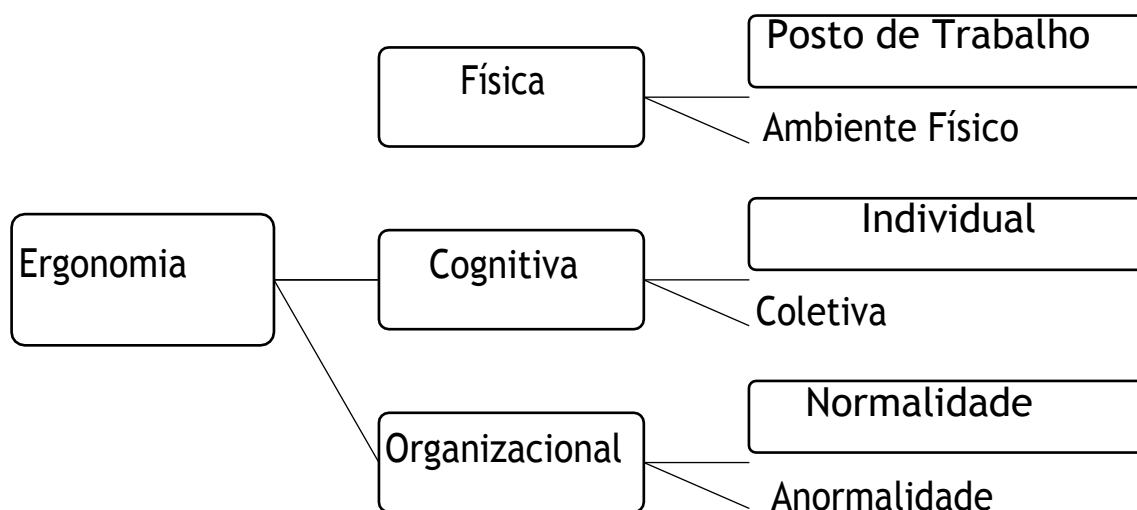 Física
Posto de Trabalho
Ambiente Físico
Ergonomia
Cognitiva
Individual
Coletiva
Organizacional
Normalidade
Anormalidade